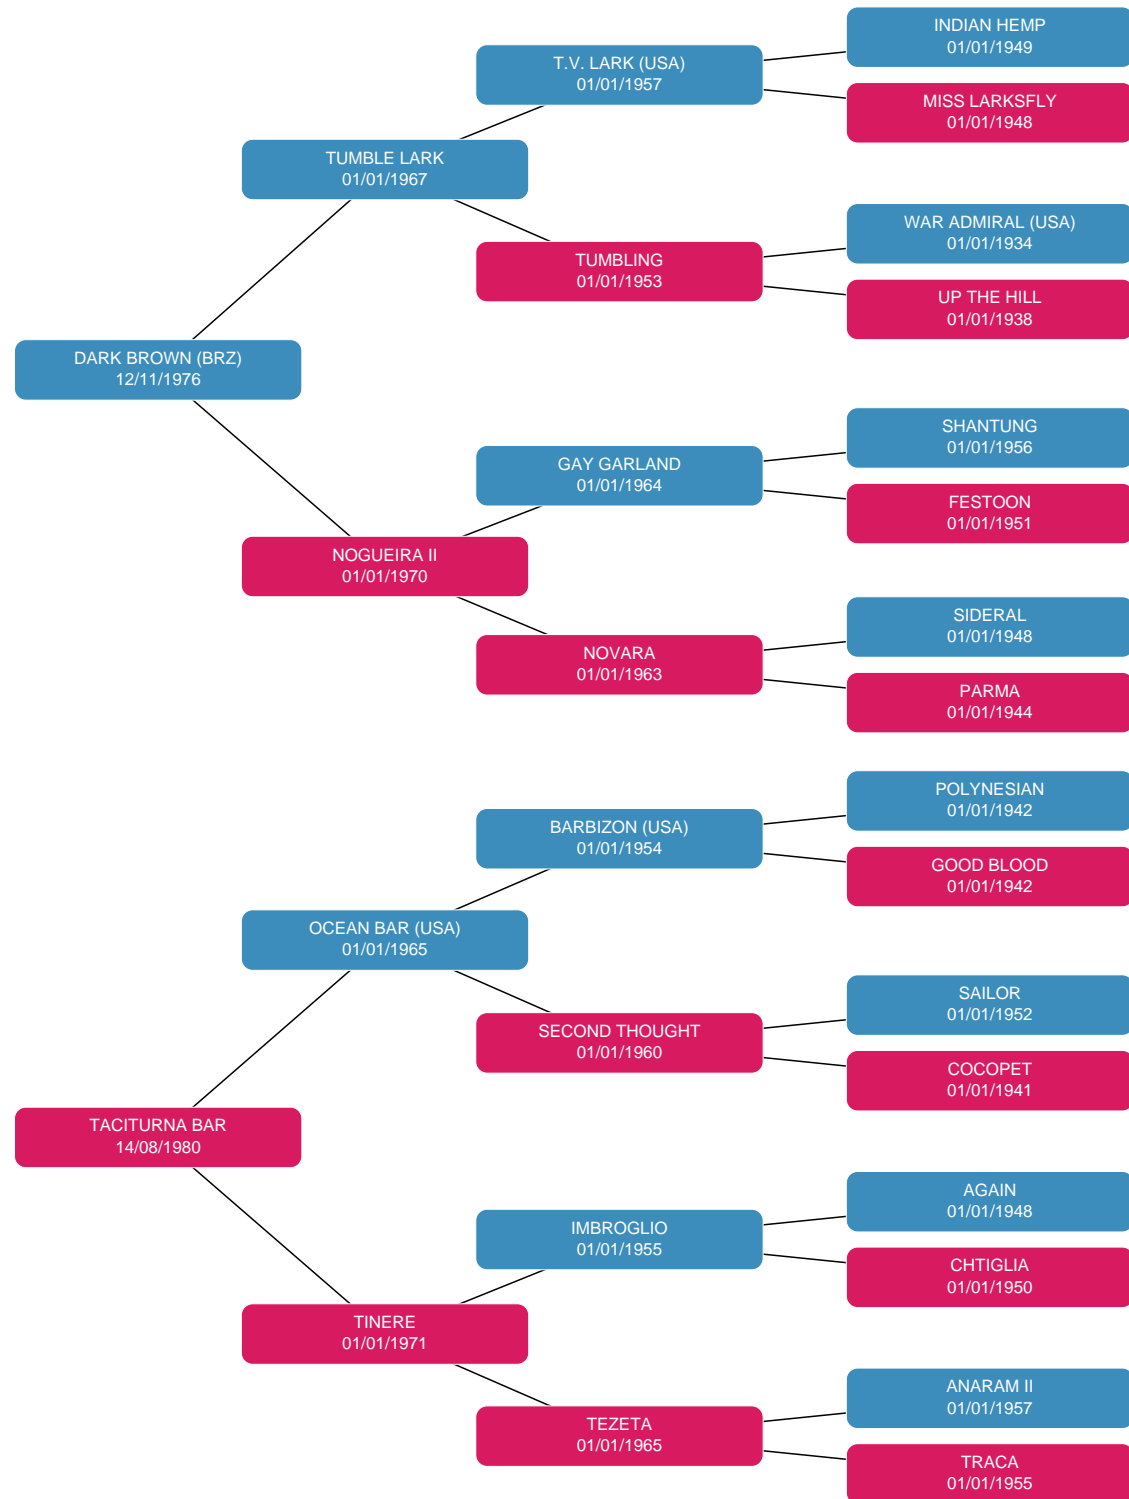 INDIAN HEMP
01/01/1949
T.V. LARK (USA)
01/01/1957
MISS LARKSFLY
01/01/1948
TUMBLE LARK
01/01/1967
WAR ADMIRAL (USA)
01/01/1934
TUMBLING
01/01/1953
UP THE HILL
01/01/1938
DARK BROWN (BRZ)
12/11/1976
SHANTUNG
01/01/1956
GAY GARLAND
01/01/1964
FESTOON
01/01/1951
NOGUEIRA II
01/01/1970
SIDERAL
01/01/1948
NOVARA
01/01/1963
PARMA
01/01/1944
POLYNESIAN
01/01/1942
BARBIZON (USA)
01/01/1954
GOOD BLOOD
01/01/1942
OCEAN BAR (USA)
01/01/1965
SAILOR
01/01/1952
SECOND THOUGHT
01/01/1960
COCOPET
01/01/1941
TACITURNA BAR
14/08/1980
AGAIN
01/01/1948
IMBROGLIO
01/01/1955
CHTIGLIA
01/01/1950
TINERE
01/01/1971
ANARAM II
01/01/1957
TEZETA
01/01/1965
TRACA
01/01/1955